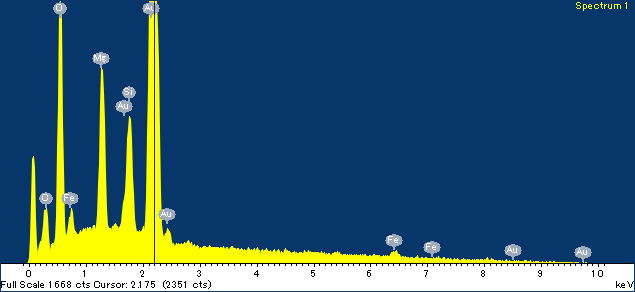 Spectrum 1
O Au
Mg
Si
Au
C Fe
Au
Fe Fe Au Au
0 1 2 3 4 5 6 7 8 9 10
Full Scale 1668 cts Cursor: 2.175 (2351 cts) keV